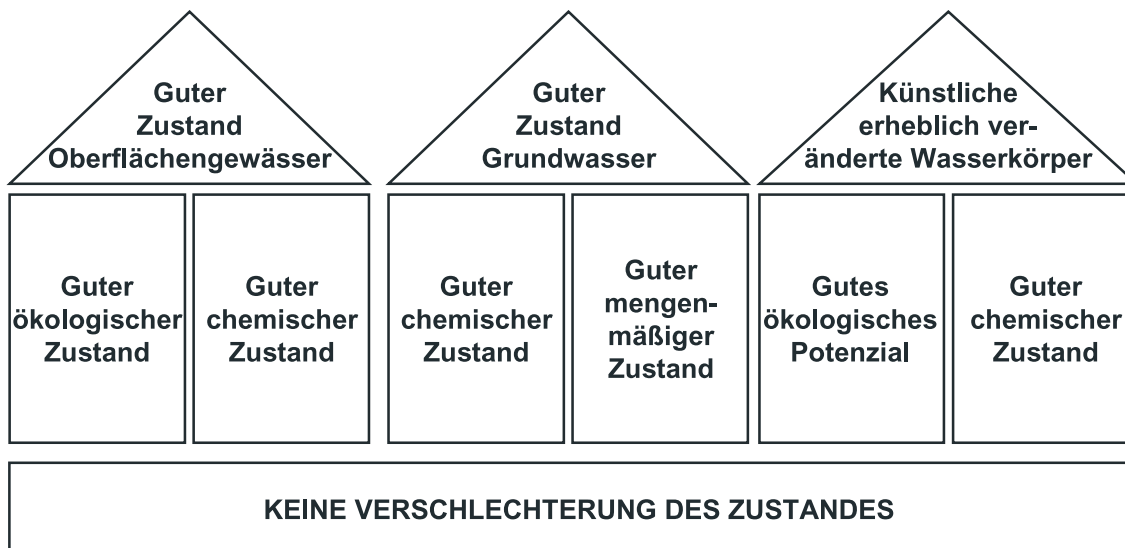 Guter
Zustand
Oberflächengewässer
Guter
Zustand
Grundwasser
Künstliche
erheblich ver-
änderte Wasserkörper
Guter
ökologischer
Zustand
Guter
chemischer
Zustand
Guter
chemischer
Zustand
Guter
mengen-
mäßiger
Zustand
Gutes
ökologisches
Potenzial
Guter
chemischer
Zustand
KEINE VERSCHLECHTERUNG DES ZUSTANDES